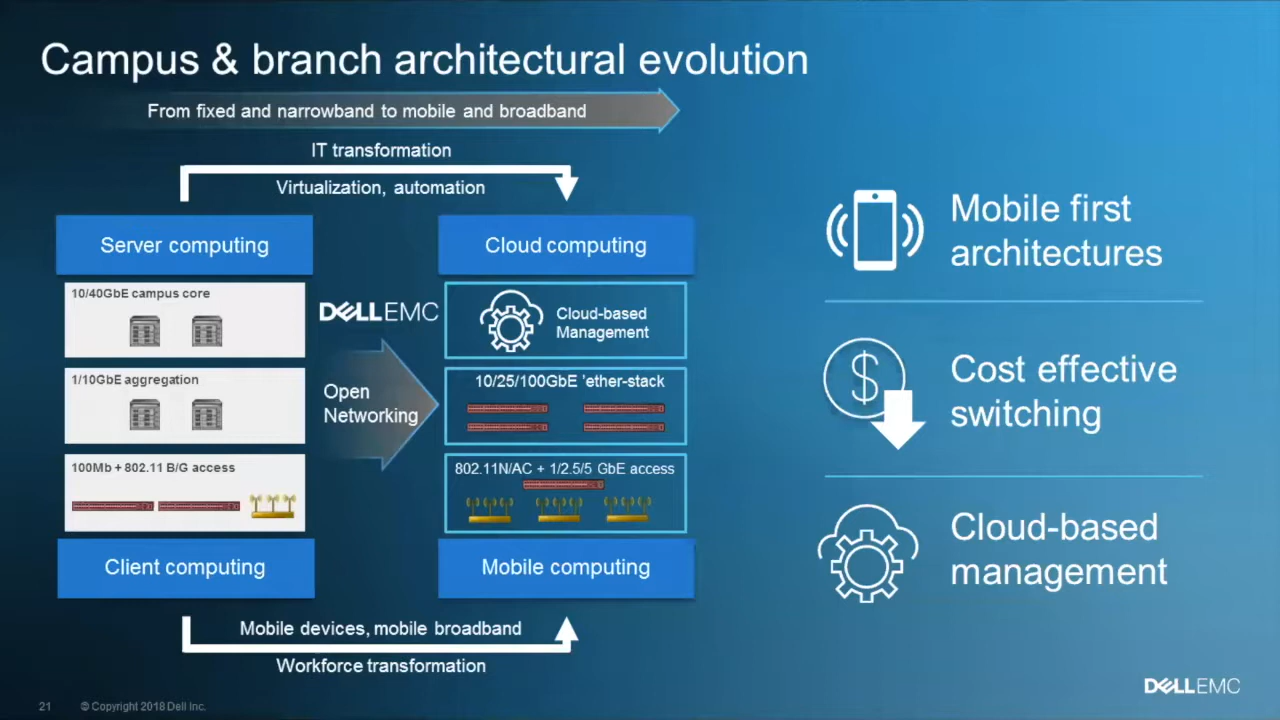 Campus & branch architectural evolution
From fixed and narrowband to mobile and broadband
IT transformation
Virtualization, automation
Server computing
10/40GbE campus core
1/10GbE aggregation
100Mb + 802.11 B/G access
Client computing
DELLEMC
Open
Networking
Cloud computing
Cloud-based
Management
10/25/100GbE 'ether-stack
802.11N/AC + 1/2.5/5 GbE access
Mobile computing
Mobile devices, mobile broadband
Workforce transformation
Mobile first
architectures
$
Cost effective
switching
Cloud-based
management
21 © Copyright 2018 Dell Inc.
DELLEMC